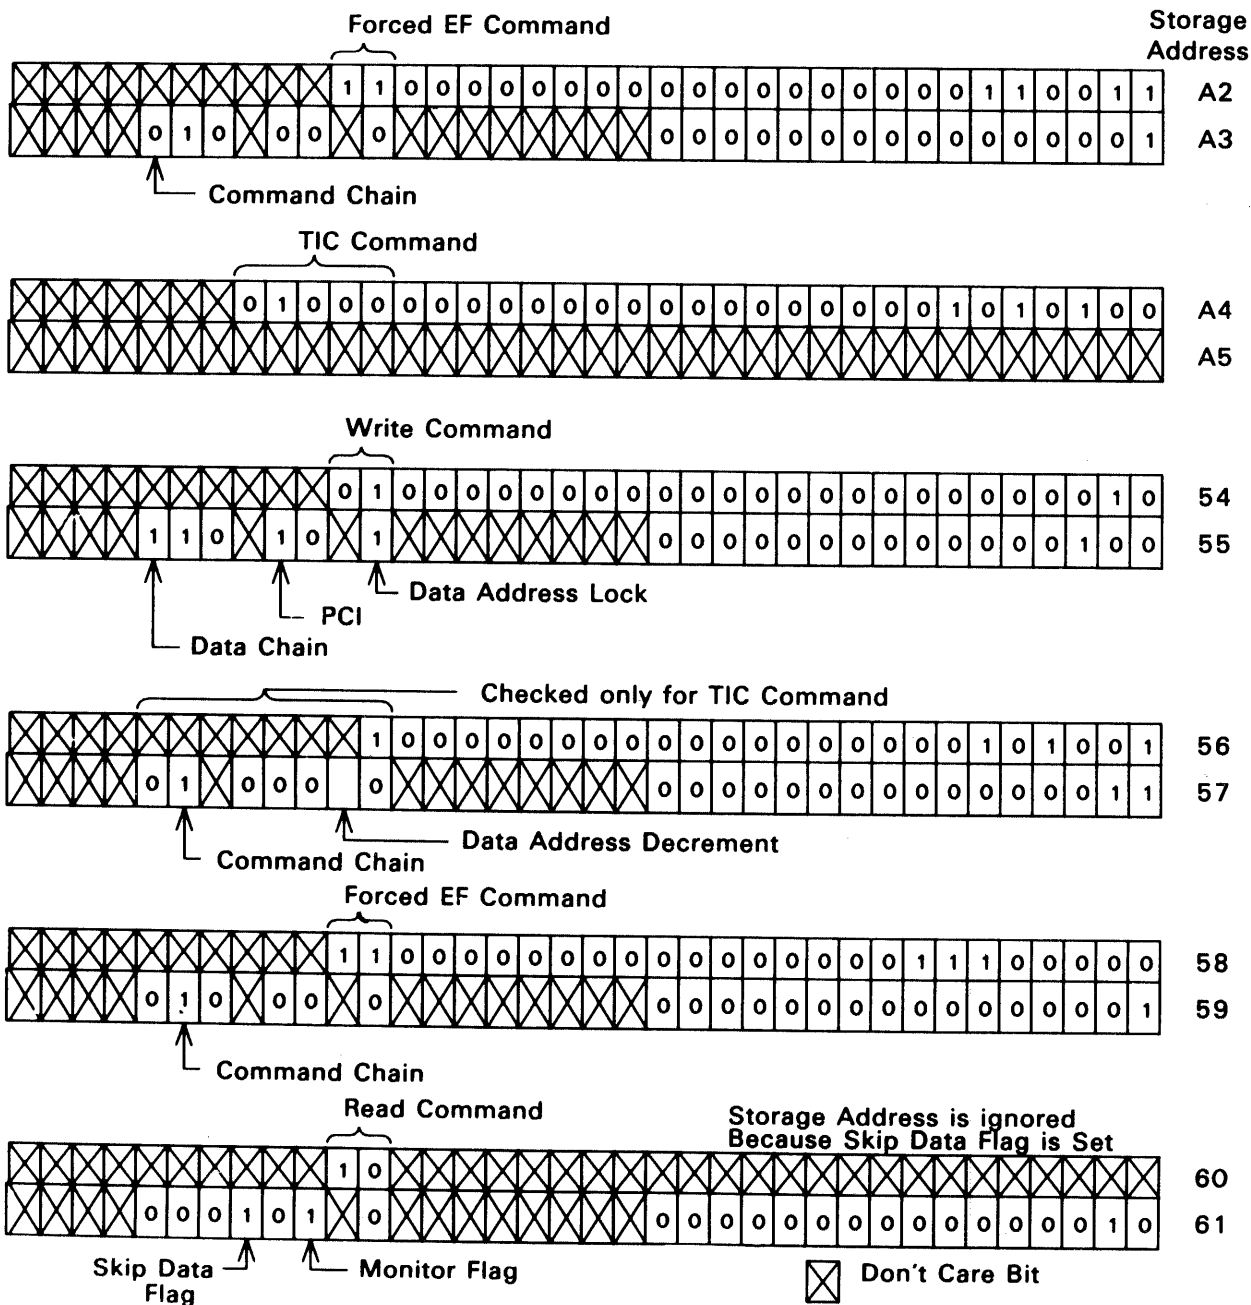 Forced EF Command
Storage
Address
1 1 0 0 0 0 0 0 0 0 0 0 0 0 0 0 0 0 0 0 1 1 0 0 1 1 A2
0 1 0 0 0 0 0 0 0 0 0 0 0 0 0 0 0 0 0 0 0 1 A3
Command Chain
TIC Command
0 1 0 0 0 0 0 0 0 0 0 0 0 0 0 0 0 0 0 0 0 0 1 0 1 0 1 0 0 A4
A5
Write Command
0 1 0 0 0 0 0 0 0 0 0 0 0 0 0 0 0 0 0 0 0 0 0 0 1 0 54
1 1 0 1 0 1 0 0 0 0 0 0 0 0 0 0 0 0 0 1 0 0 55
Data Address Lock
PCI
Data Chain
Checked only for TIC Command
1 0 0 0 0 0 0 0 0 0 0 0 0 0 0 0 0 0 0 1 0 1 0 0 1 56
0 1 0 0 0 0 0 0 0 0 0 0 0 0 0 0 0 0 0 0 1 1 57
Data Address Decrement
Command Chain
Forced EF Command
1 1 0 0 0 0 0 0 0 0 0 0 0 0 0 0 0 0 1 1 1 0 0 0 0 0 58
0 1 0 0 0 0 0 0 0 0 0 0 0 0 0 0 0 0 0 0 0 1 59
Command Chain
Read Command
Storage Address is ignored
Because Skip Data Flag is Set
1 0 60
0 0 0 1 0 1 0 0 0 0 0 0 0 0 0 0 0 0 0 0 0 1 0 61
Skip Data
Flag
Monitor Flag
Don't Care Bit